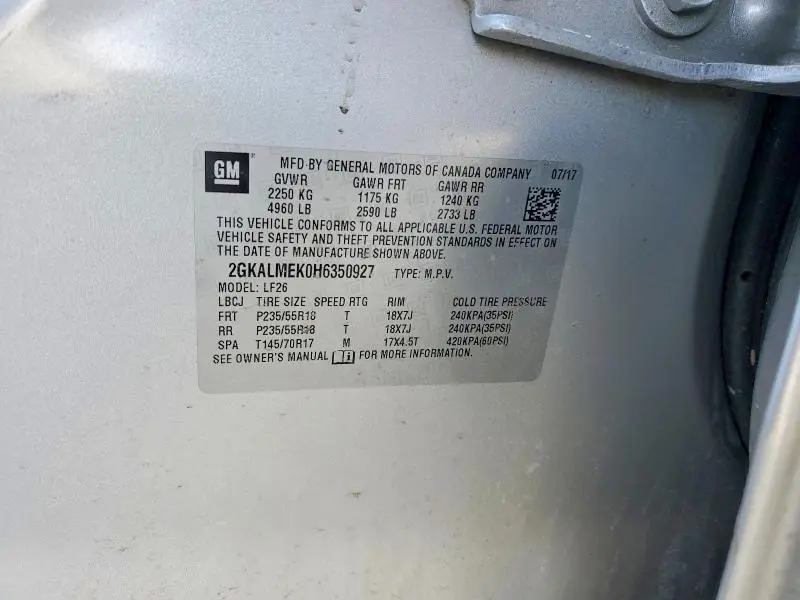 GM MFD BY GENERAL MOTORS OF CANADA COMPANY 07/17
GVWR GAWR FRT GAWR RR
2250 KG 1175 KG 1240 KG
4960 LB 2590 LB 2733 LB
THIS VEHICLE CONFORMS TO ALL APPLICABLE U.S. FEDERAL MOTOR
VEHICLE SAFETY AND THEFT PREVENTION STANDARDS IN EFFECT ON
THE DATE OF MANUFACTURE SHOWN ABOVE.
2GKALMEK0H6350927 TYPE: M.P.V.
MODEL: LF26
LBCJ TIRE SIZE SPEED RTG RIM COLD TIRE PRESSURE
FRT P235/55R18 T 18X7J 240KPA(35PSI)
RR P235/55R18 T 18X7J 240KPA(35PSI)
SPA T145/70R17 M 17X4.5T 420KPA(60PSI)
SEE OWNER'S MANUAL FOR MORE INFORMATION.